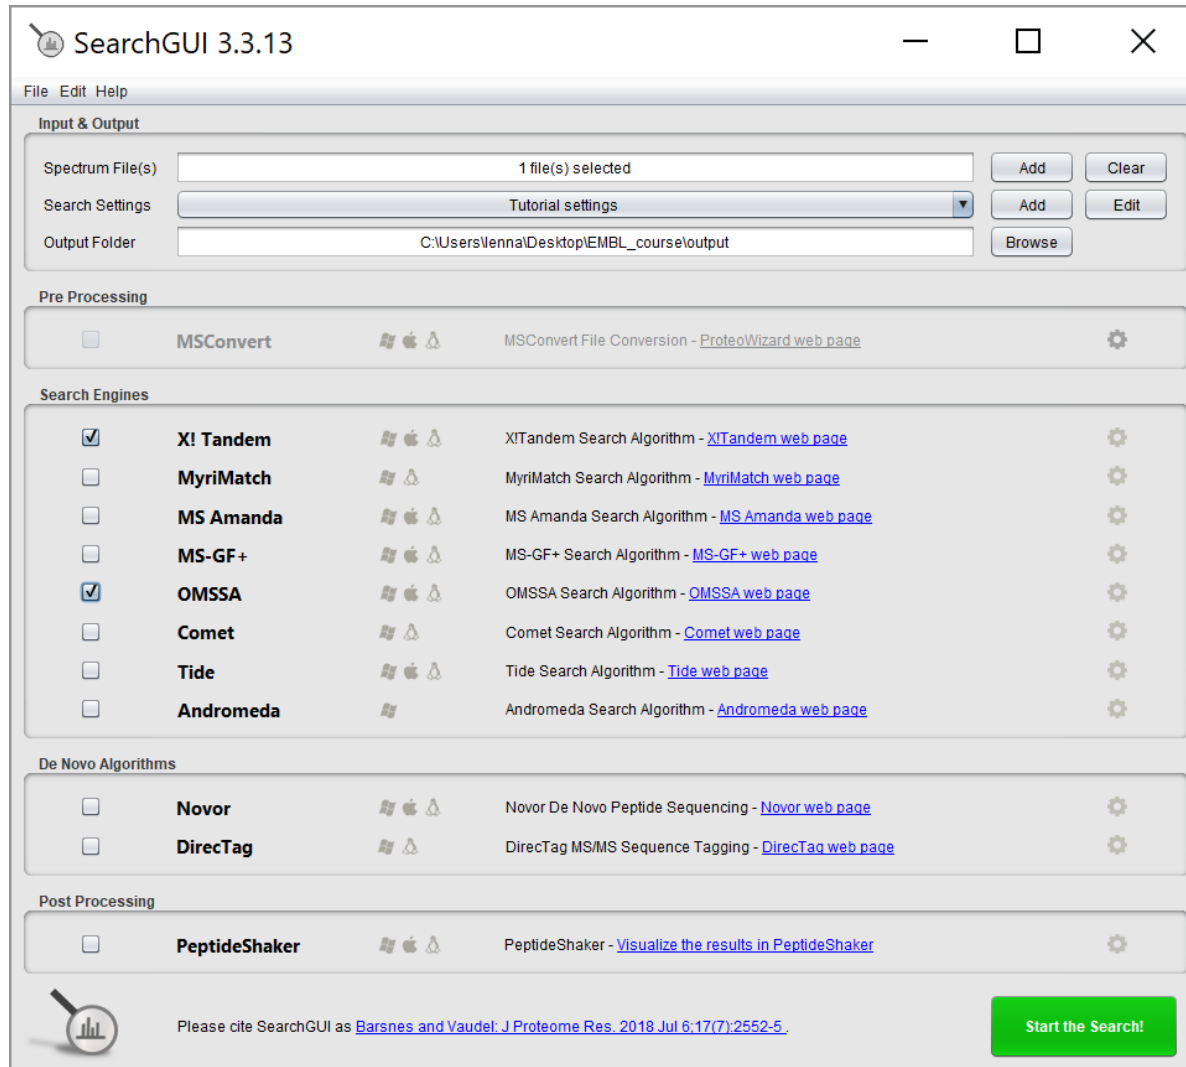 SearchGUI 3.3.13
File Edit Help
Input & Output
Spectrum File(s) 1 file(s) selected Add Clear
Search Settings Tutorial settings Add Edit
Output Folder C:\Users\lenna\Desktop\EMBL_course\output Browse
Pre Processing
MSConvert MSConvert File Conversion - ProteoWizard web page
Search Engines
X! Tandem X!Tandem Search Algorithm - X!Tandem web page
MyriMatch MyriMatch Search Algorithm - MyriMatch web page
MS Amanda MS Amanda Search Algorithm - MS Amanda web page
MS-GF+ MS-GF+ Search Algorithm - MS-GF+ web page
OMSSA OMSSA Search Algorithm - OMSSA web page
Comet Comet Search Algorithm - Comet web page
Tide Tide Search Algorithm - Tide web page
Andromeda Andromeda Search Algorithm - Andromeda web page
De Novo Algorithms
Novor Novor De Novo Peptide Sequencing - Novor web page
DirecTag DirecTag MS/MS Sequence Tagging - DirecTag web page
Post Processing
PeptideShaker PeptideShaker - Visualize the results in PeptideShaker
Please cite SearchGUI as Barsnes and Vaudel: J Proteome Res. 2018 Jul 6;17(7):2552-5 . Start the Search!